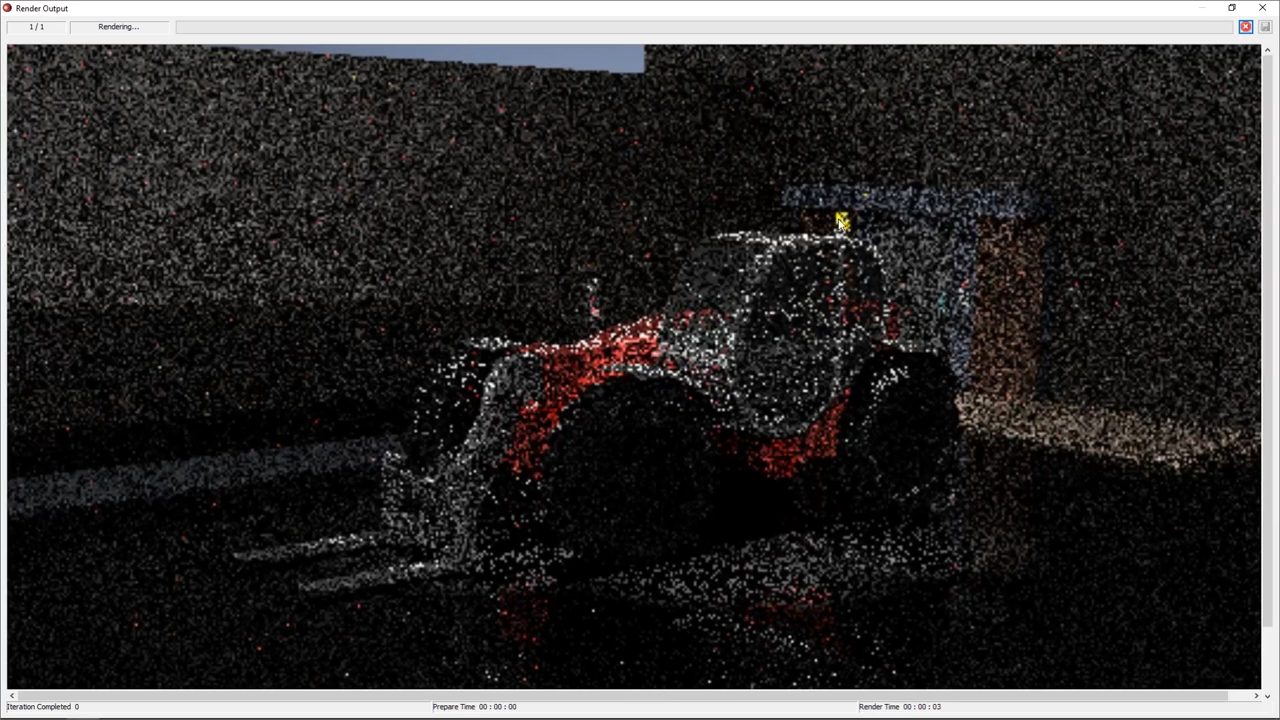 Render Output
1 / 1 Rendering...
Iteration Completed 0 Prepare Time 00 : 00 : 00 Render Time 00 : 00 : 03